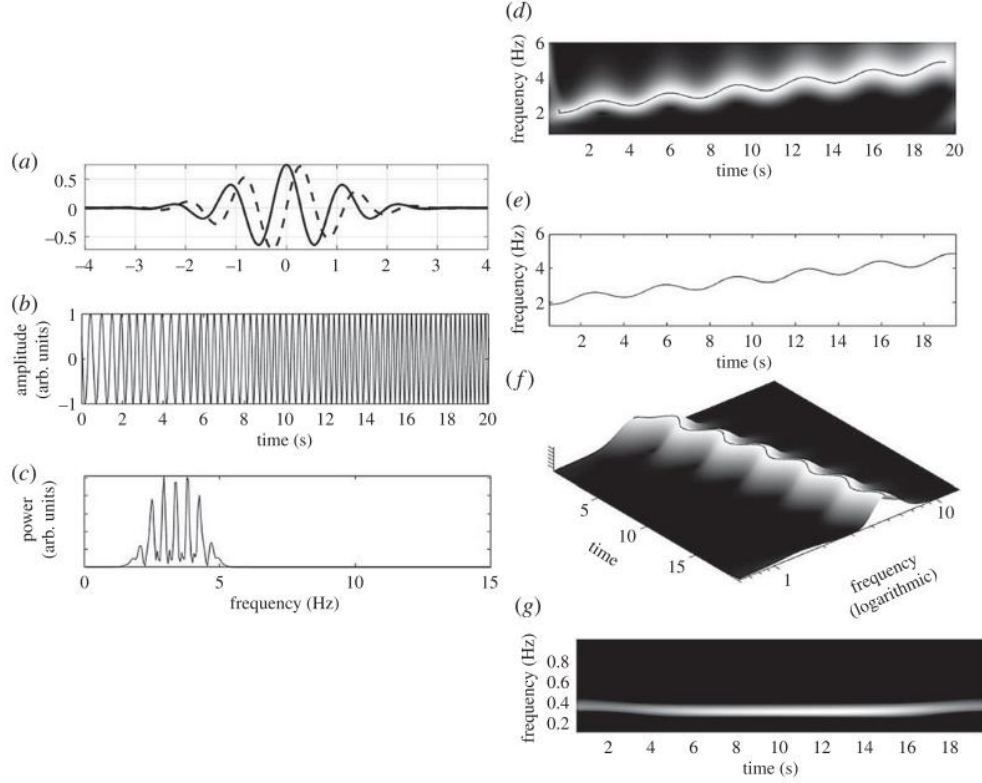 (a)
0.5
0
–0.5
–4 –3 –2 –1 0 1 2 3 4
(b)
amplitude
(arb. units)
1
0
–1
0 2 4 6 8 10 12 14 16 18 20
time (s)
(c)
power
(arb. units)
0 5 10 15
frequency (Hz)
(d)
frequency (Hz)
6
4
2
2 4 6 8 10 12 14 16 18 20
time (s)
(e)
frequency (Hz)
6
4
2
2 4 6 8 10 12 14 16 18
time (s)
(f)
5
10
15
time
1
10
frequency
(logarithmic)
(g)
frequency (Hz)
0.8
0.6
0.4
0.2
2 4 6 8 10 12 14 16 18
time (s)